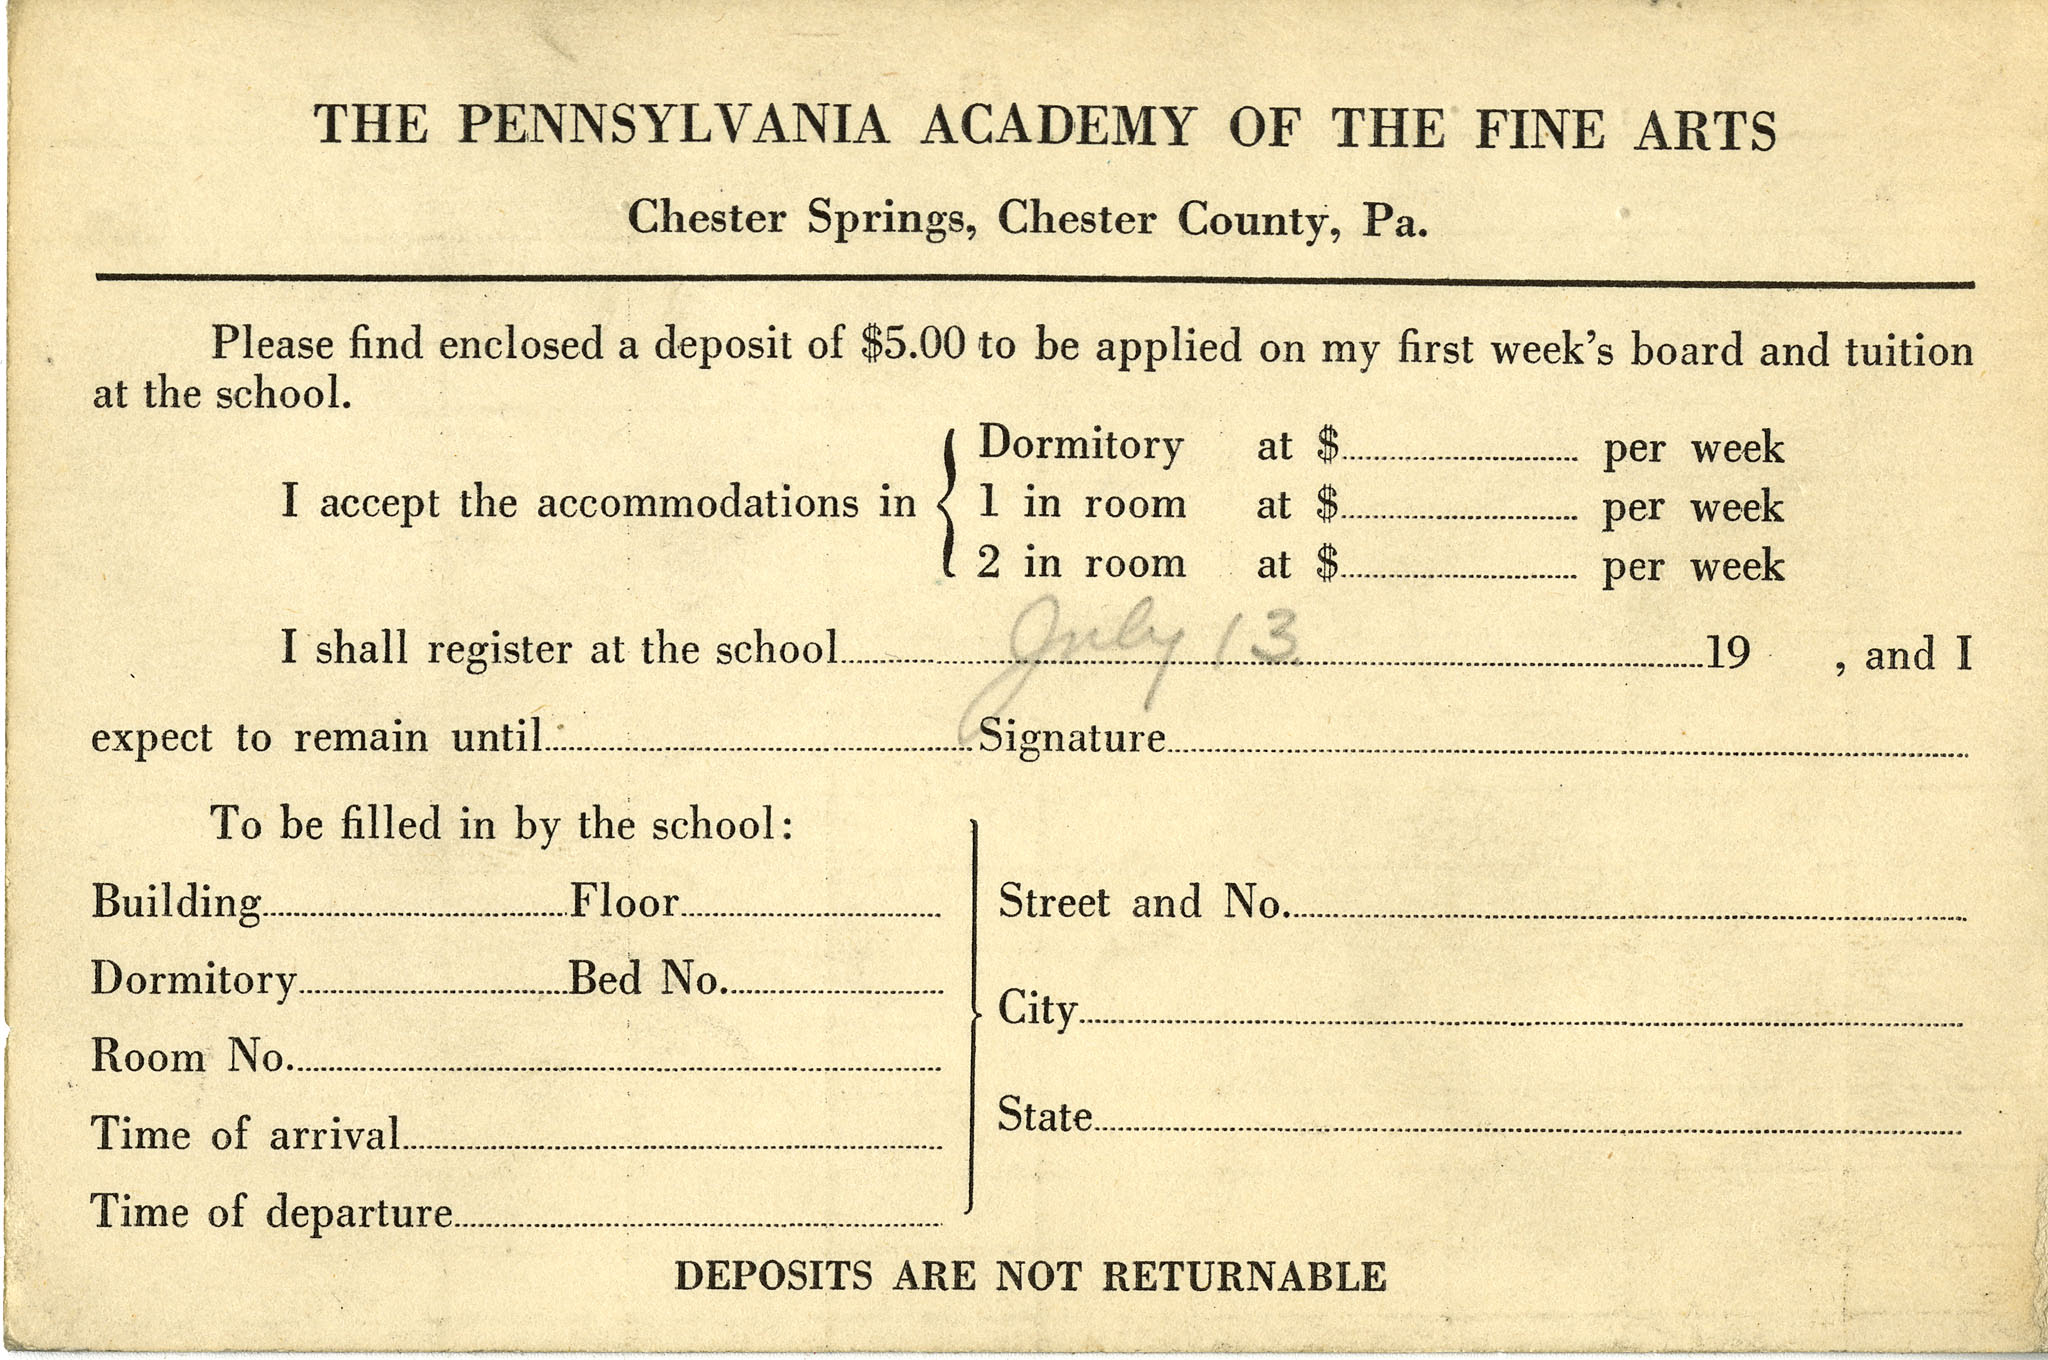 THE PENNSYLVANIA ACADEMY OF THE FINE ARTS
Chester Springs, Chester County, Pa.
Please find enclosed a deposit of $5.00 to be applied on my first week's board and tuition
at the school.
I accept the accommodations in { Dormitory at $.......... per week
1 in room at $.......... per week
2 in room at $.......... per week
I shall register at the school.......... July 13 ..........19 , and I
expect to remain until..........Signature..........
To be filled in by the school:
Building..........Floor..........
Dormitory..........Bed No...........
Room No...........
Time of arrival..........
Time of departure..........
Street and No...........
City..........
State..........
DEPOSITS ARE NOT RETURNABLE